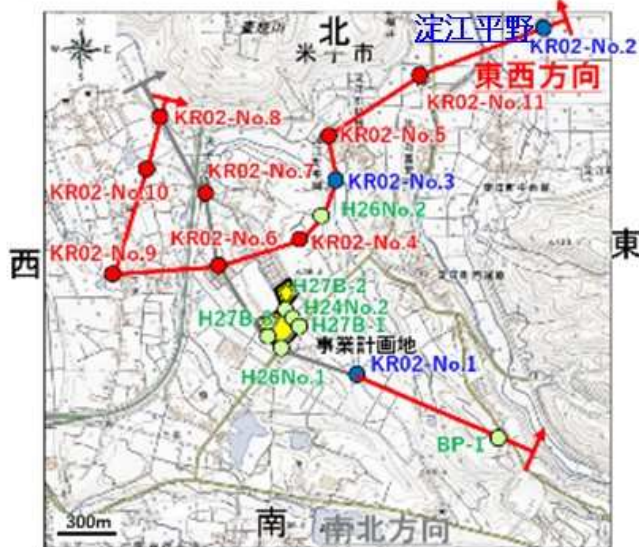 北
淀江平野
米子市
KR02-No.2
東西方向
KR02-No.11
KR02-No.8
KR02-No.5
KR02-No.7
KR02-No.10
KR02-No.3
H26No.2
KR02-No.6
KR02-No.4
KR02-No.9
西
東
H27B-2
H24No.2
H27B-1
事業計画地
H26No.1
KR02-No.1
BP-1
300m
南
南北方向